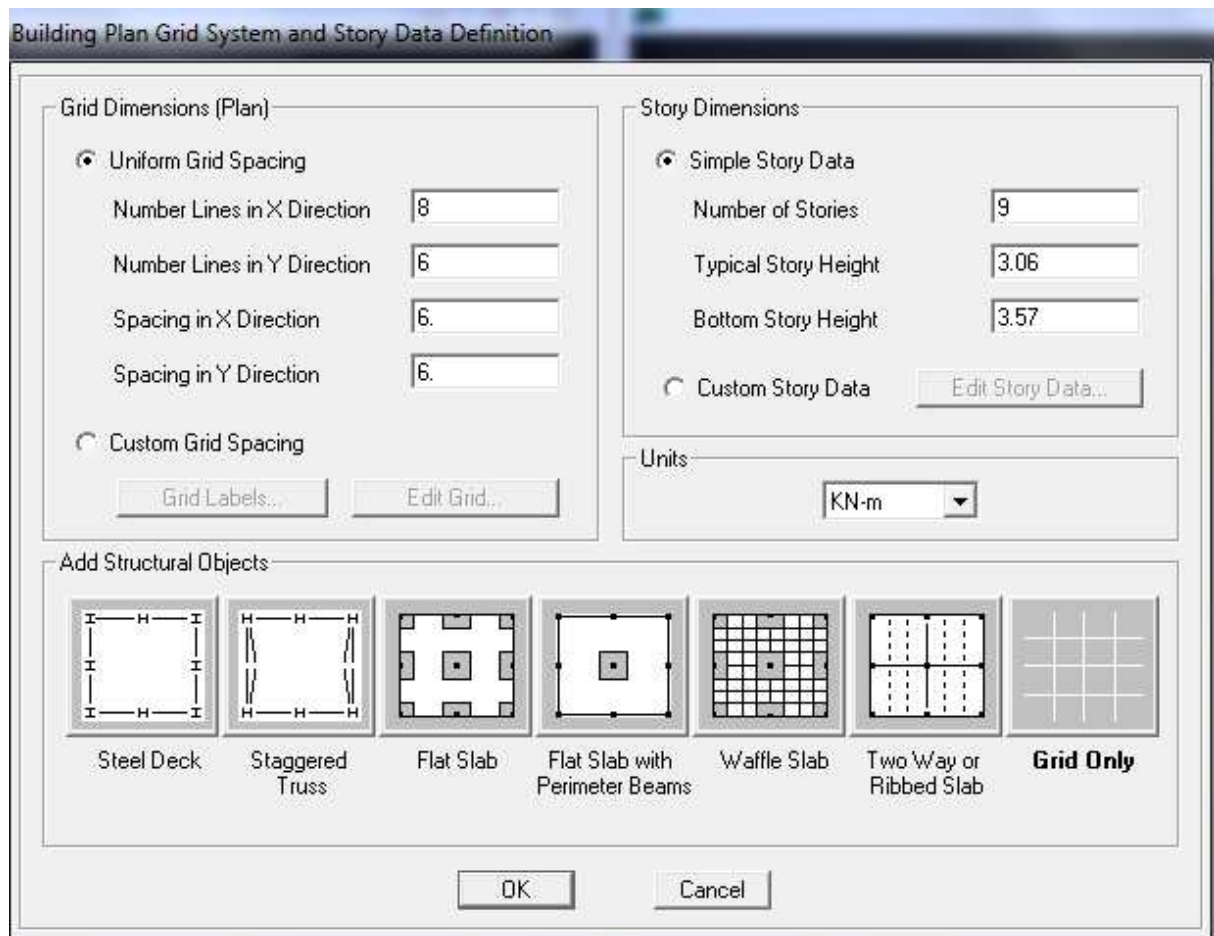 Building Plan Grid System and Story Data Definition
Grid Dimensions (Plan)
Uniform Grid Spacing
Number Lines in X Direction 8
Number Lines in Y Direction 6
Spacing in X Direction 6.
Spacing in Y Direction 6.
Custom Grid Spacing
Grid Labels...
Edit Grid...
Story Dimensions
Simple Story Data
Number of Stories 9
Typical Story Height 3.06
Bottom Story Height 3.57
Custom Story Data
Edit Story Data...
Units
KN-m
Add Structural Objects
Steel Deck
Staggered
Truss
Flat Slab
Flat Slab with
Perimeter Beams
Waffle Slab
Two Way or
Ribbed Slab
Grid Only
OK
Cancel